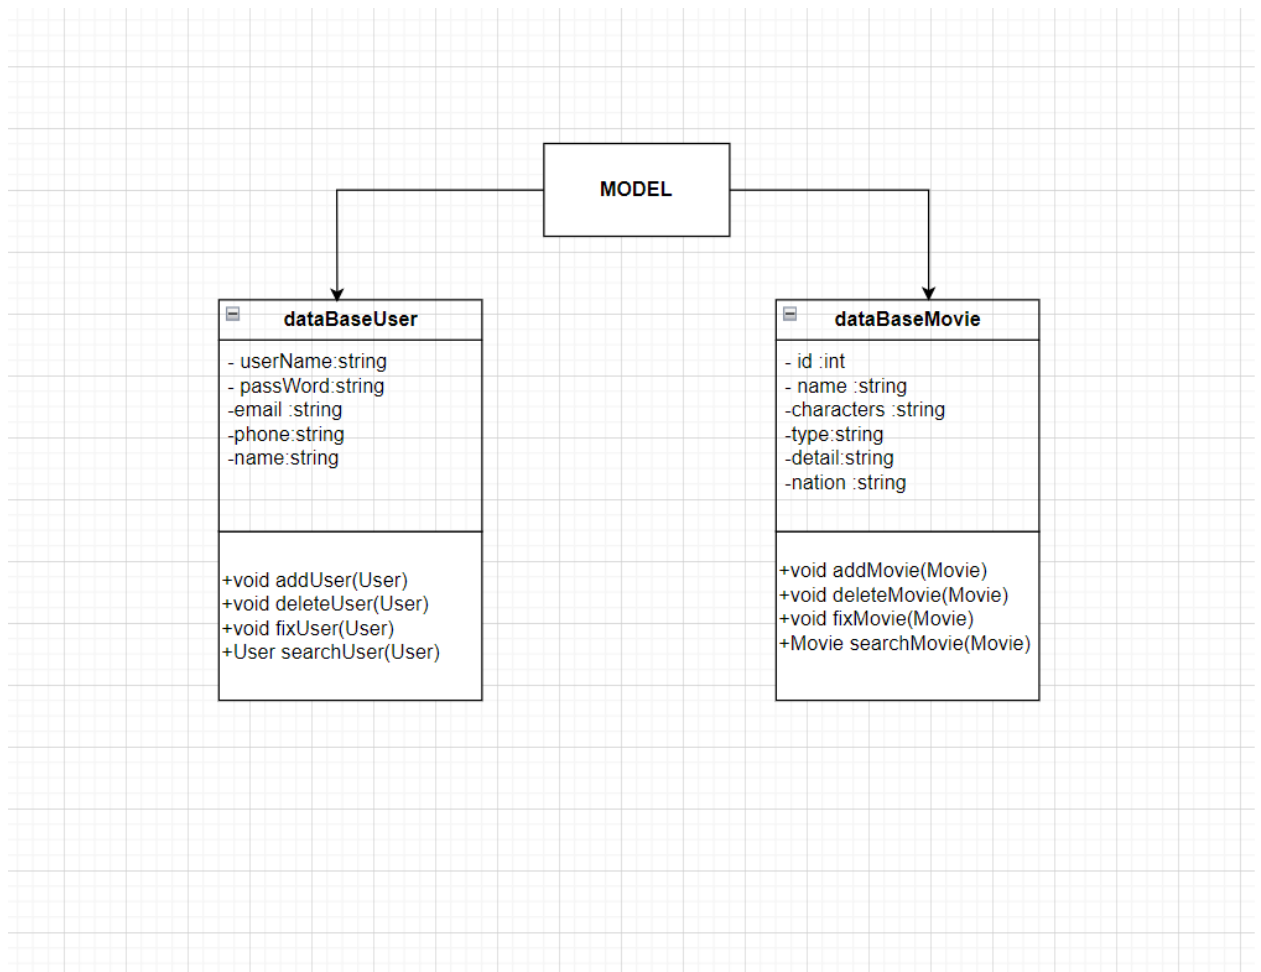 MODEL
dataBaseUser
- userName:string
- passWord:string
-email :string
-phone:string
-name:string
+void addUser(User)
+void deleteUser(User)
+void fixUser(User)
+User searchUser(User)
dataBaseMovie
- id :int
- name :string
-characters :string
-type:string
-detail:string
-nation :string
+void addMovie(Movie)
+void deleteMovie(Movie)
+void fixMovie(Movie)
+Movie searchMovie(Movie)